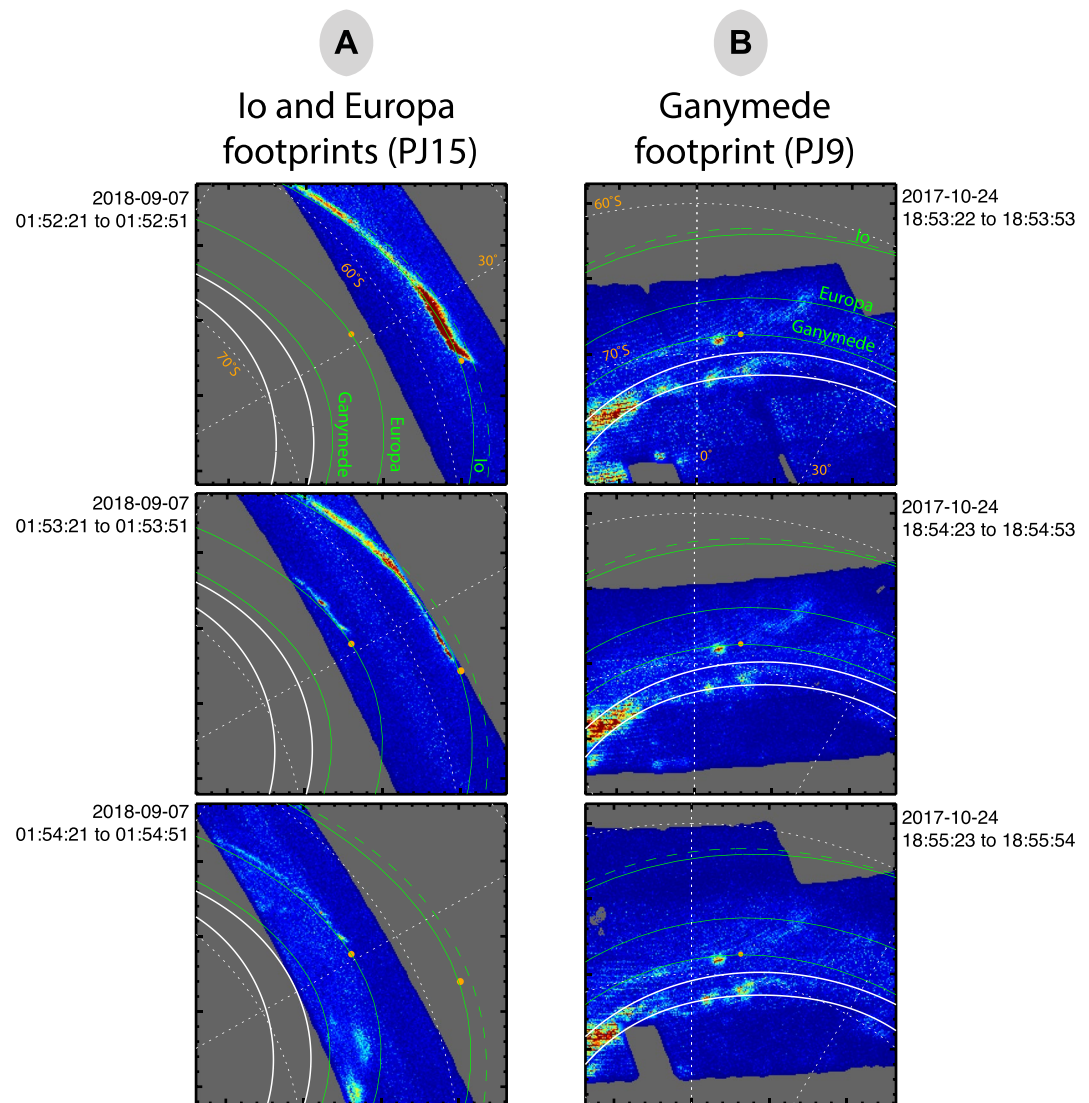 A
Io and Europa
footprints (PJ15)
2018-09-07
01:52:21 to 01:52:51
30°
60°S
70°S
Ganymede
Europa
Io
2018-09-07
01:53:21 to 01:53:51
2018-09-07
01:54:21 to 01:54:51
B
Ganymede
footprint (PJ9)
2017-10-24
18:53:22 to 18:53:53
60°S
Io
Europa
Ganymede
70°S
0°
30°
2017-10-24
18:54:23 to 18:54:53
2017-10-24
18:55:23 to 18:55:54